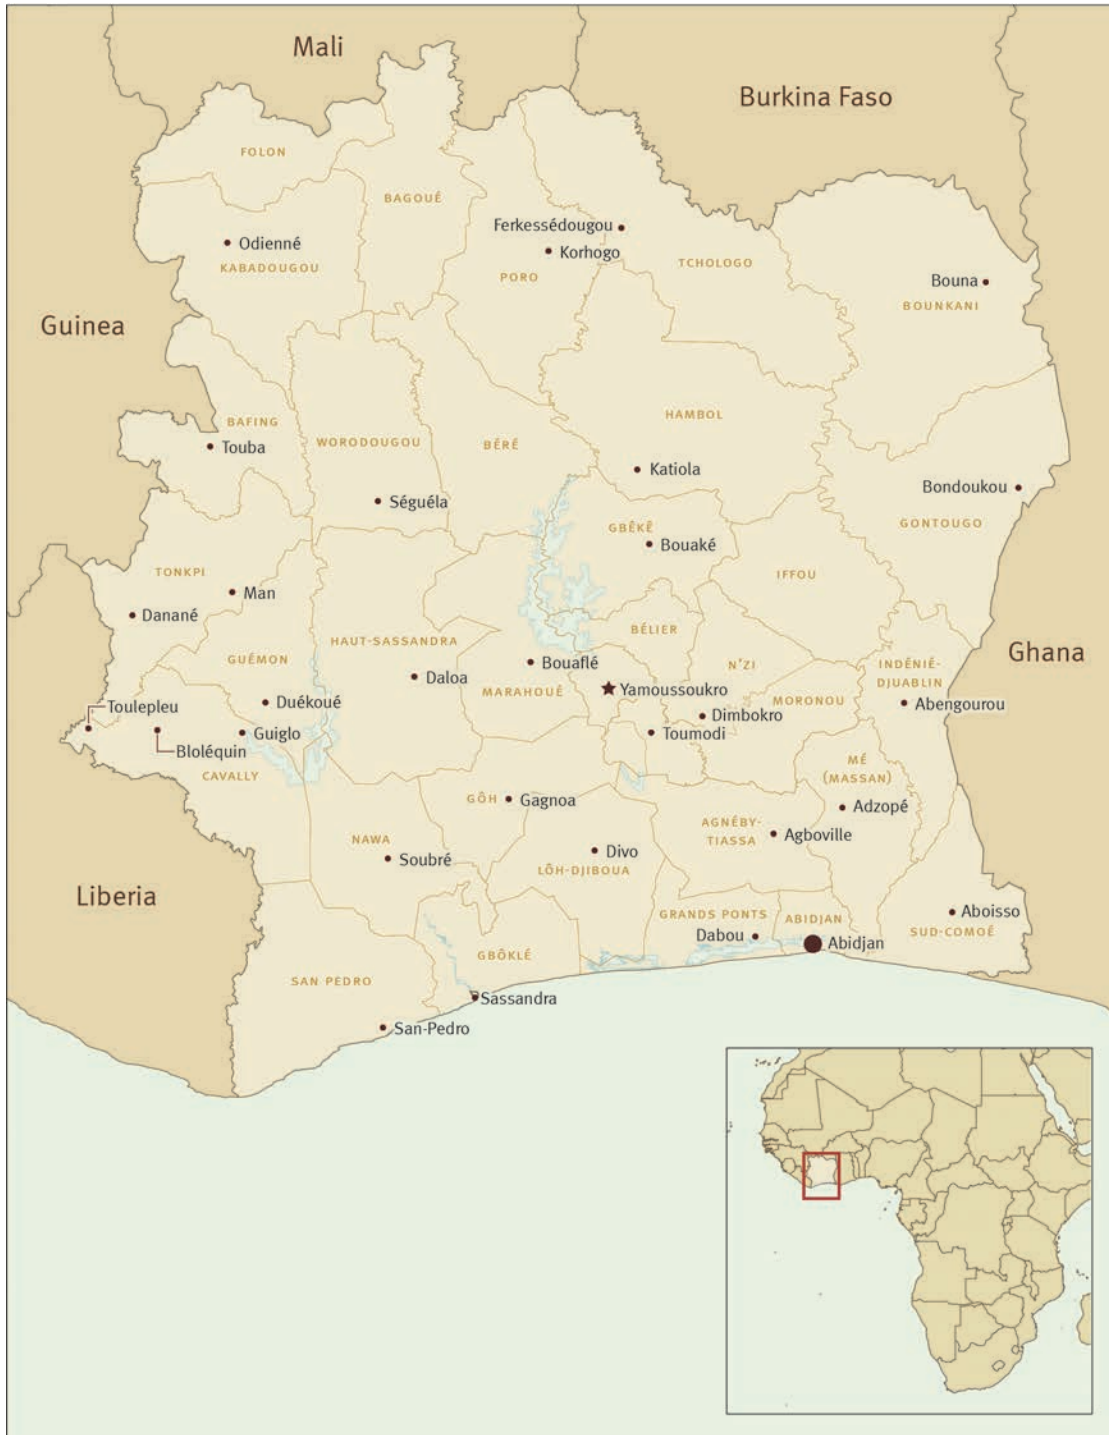 Mali
Burkina Faso
FOLON
BAGOUÉ
Ferkessédougou
Odienné
Korhogo
KABADOUGOU
PORO
TCHOLOGO
Bouna
BOUNKANI
Guinea
BAFING
HAMBOL
WORODOUGOU
BÉRÉ
Touba
Katiola
Séguéla
Bondoukou
GBÊKÊ
GONTOUGO
Bouaké
TONKPI
IFFOU
Man
Danané
BÉLIER
HAUT-SASSANDRA
Ghana
GUÉMON
Bouaflé
N'ZI
INDÉNIÉ-
DJUABLIN
Daloa
MARAHOUÉ
Yamoussoukro
MORONOU
Duékoué
Abengourou
Toulepleu
Dimbokro
Guiglo
Toumodi
Bloléquin
CAVALLY
MÉ
(MASSAN)
GÔH
Gagnoa
Adzopé
AGNÉBY-
TIASSA
Agboville
NAWA
Divo
Soubré
LÔH-DJIBOUA
Liberia
GRANDS PONTS
ABIDJAN
Aboisso
Dabou
SUD-COMOÉ
Abidjan
GBÔKLÉ
SAN PEDRO
Sassandra
San-Pedro